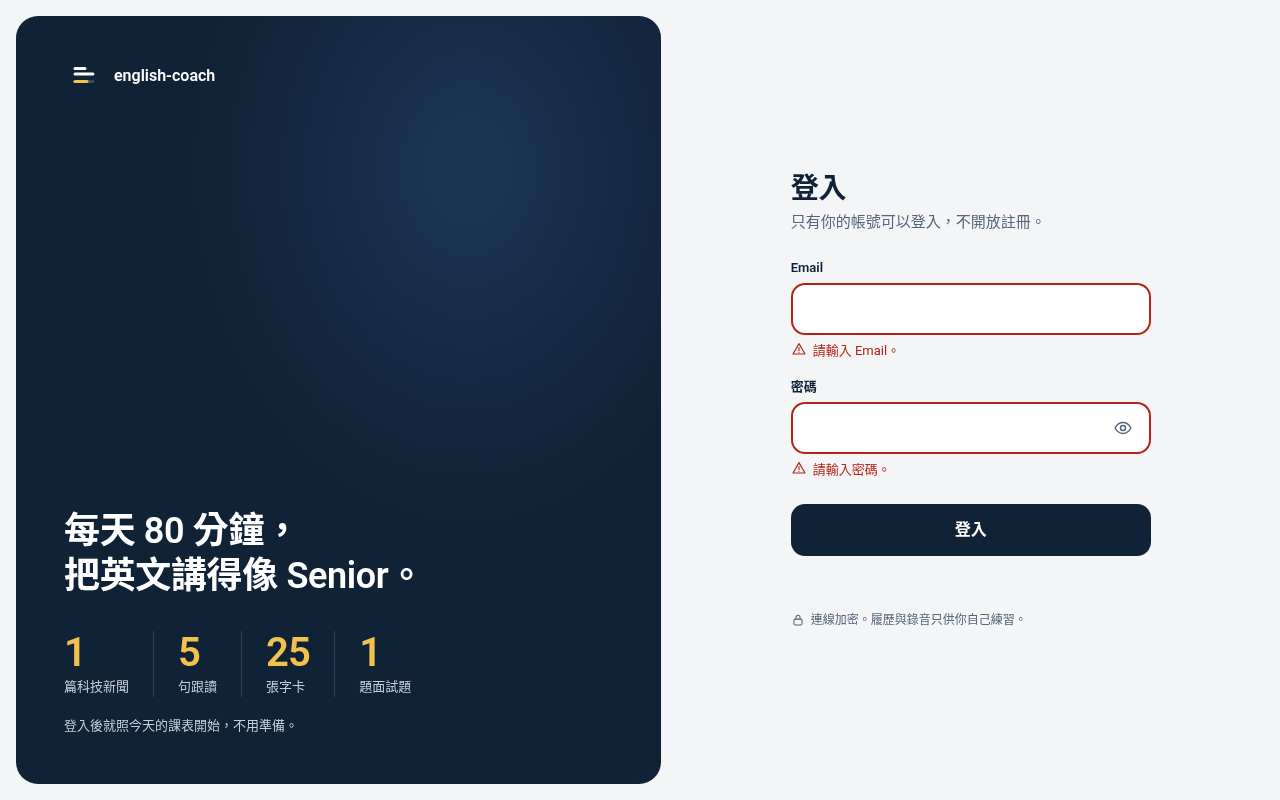 english-coach
每天 80 分鐘，
把英文講得像 Senior。
1
篇科技新聞
5
句跟讀
25
張字卡
1
題面試題
登入後就照今天的課表開始，不用準備。
登入
只有你的帳號可以登入，不開放註冊。
Email
請輸入 Email。
密碼
請輸入密碼。
登入
連線加密。履歷與錄音只供你自己練習。